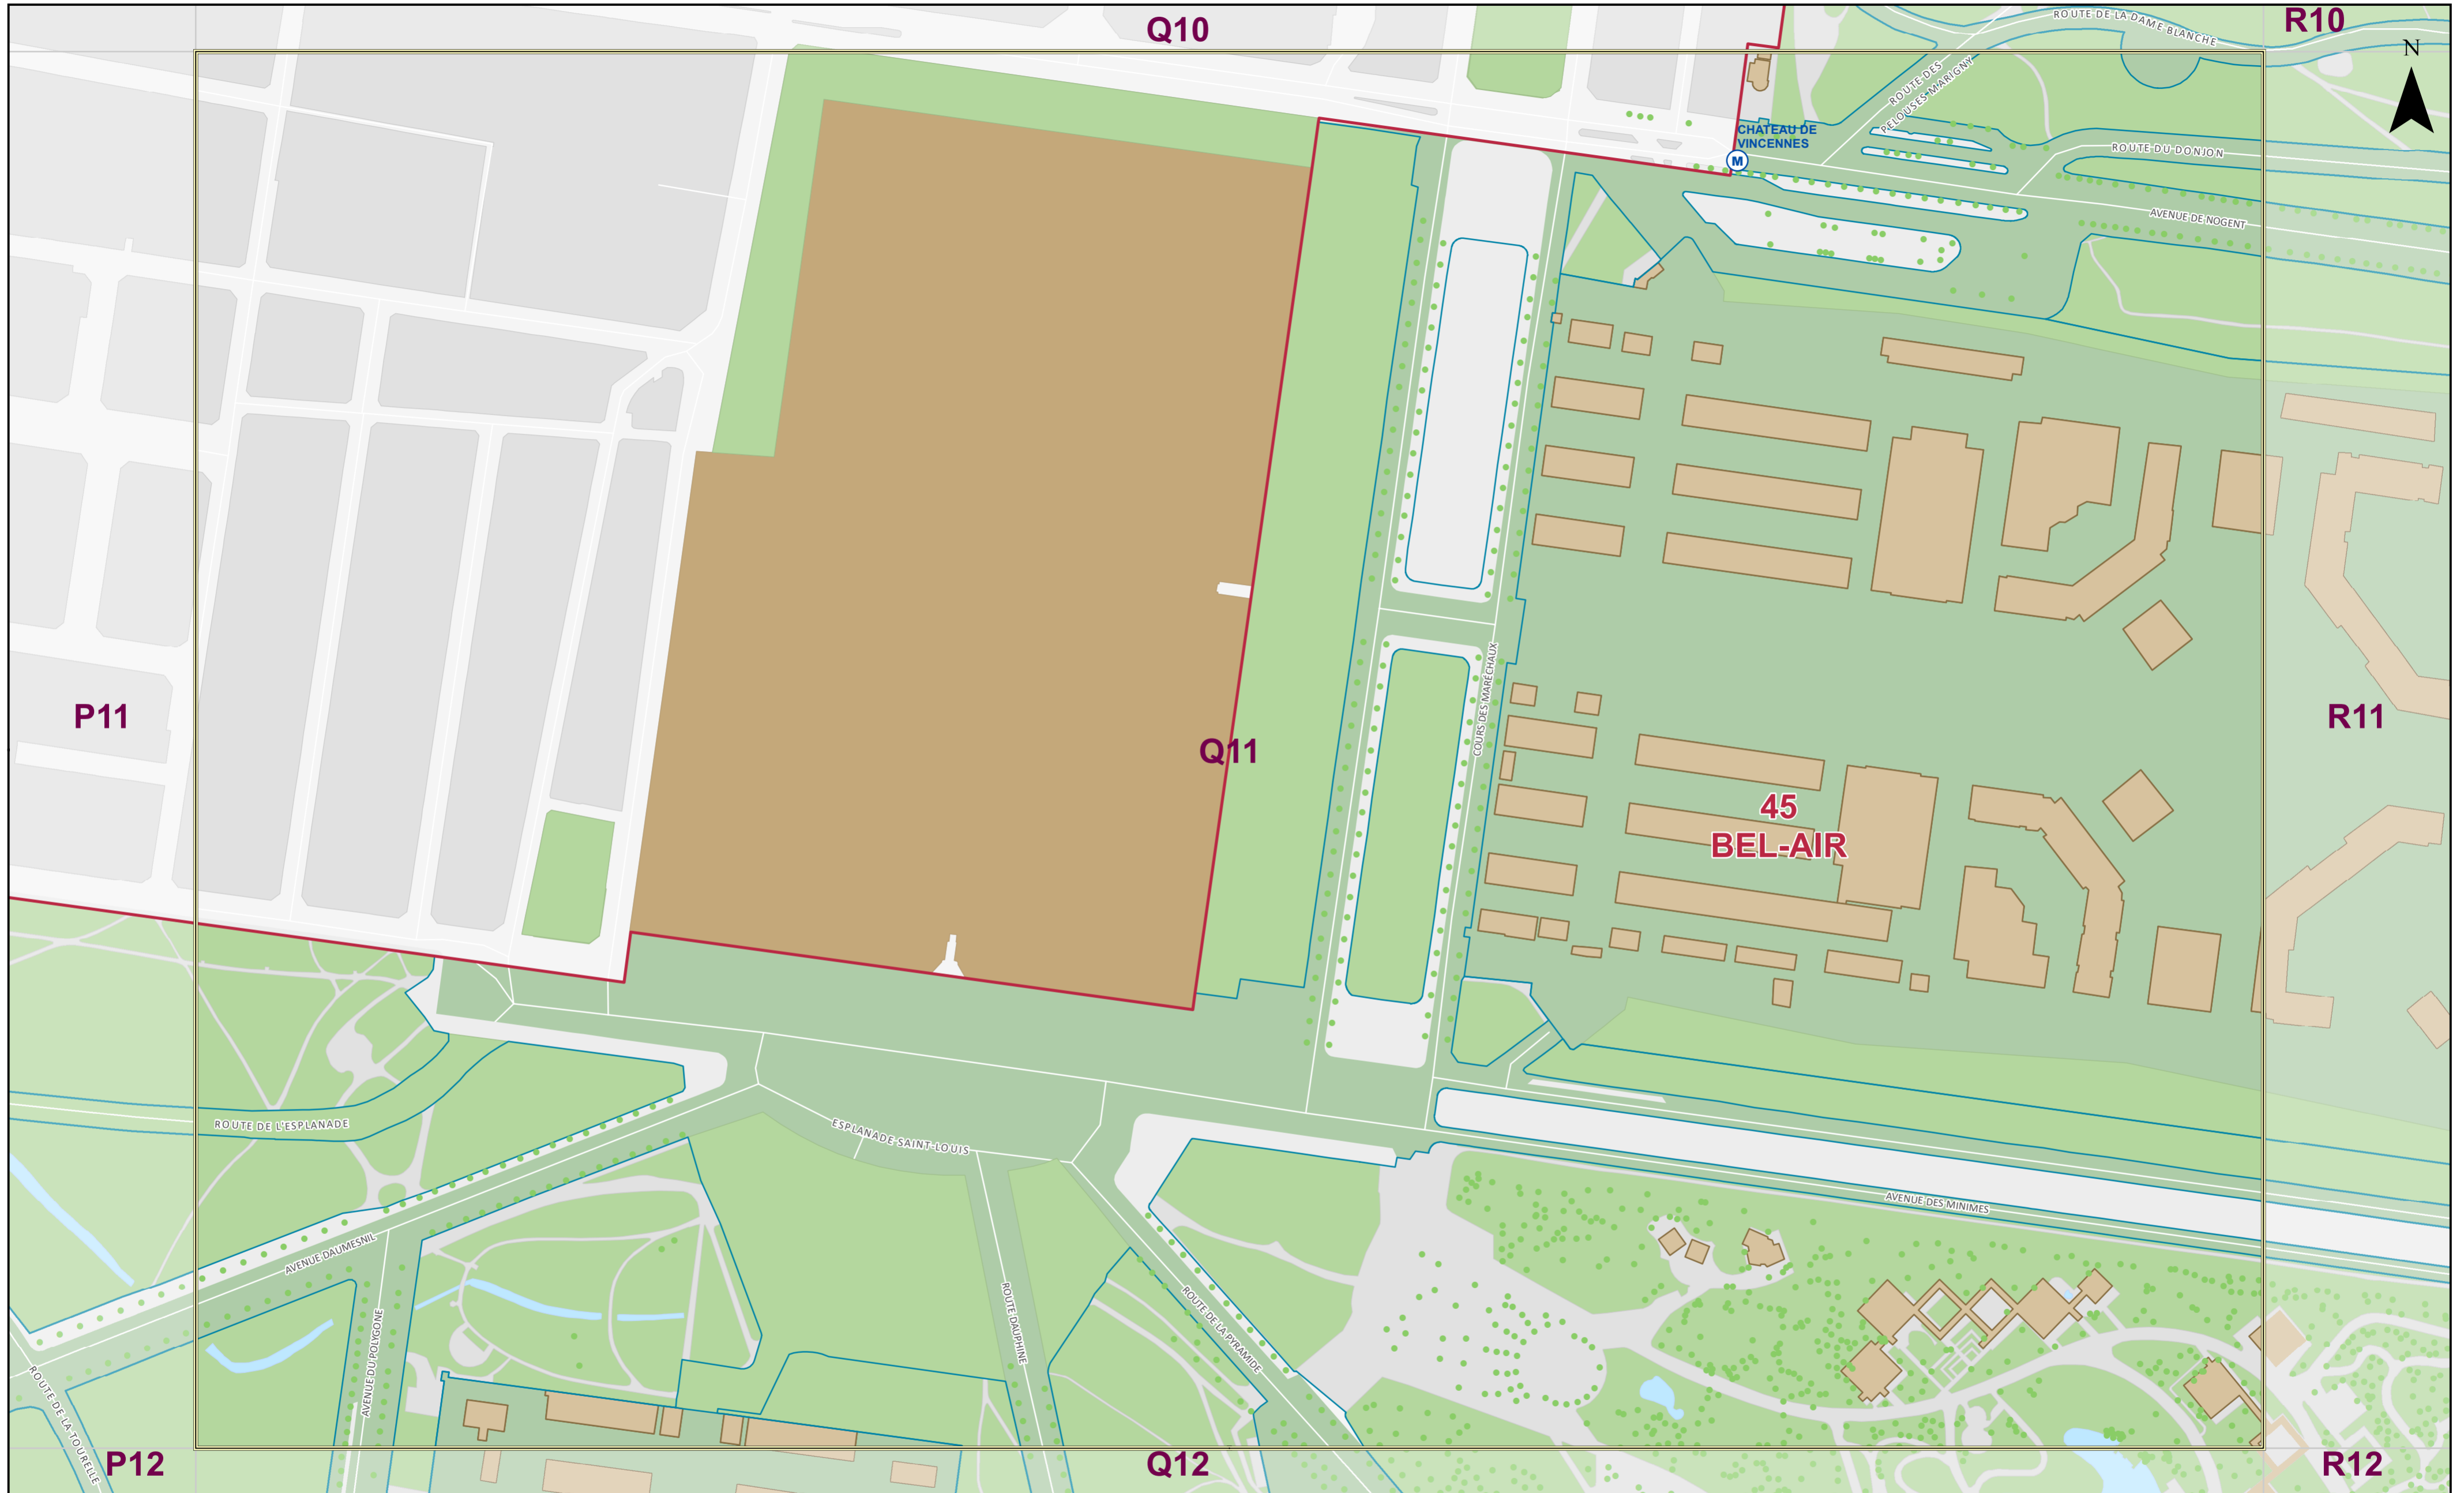 Q10
R10
ROUTE DE LA DAME BLANCHE
N
ROUTE DES
PELOUSES MARIGNY
CHATEAU DE
VINCENNES
M
ROUTE DU DONJON
AVENUE DE NOGENT
P11
Q11
COURS DES MARÉCHAUX
R11
45
BEL-AIR
ROUTE DE L'ESPLANADE
ESPLANADE SAINT-LOUIS
AVENUE DES MINIMES
AVENUE DAUMESNIL
AVENUE DU POLYGONE
ROUTE DAUPHINE
ROUTE DE LA PYRAMIDE
ROUTE DE LA TOURELLE
P12
Q12
R12